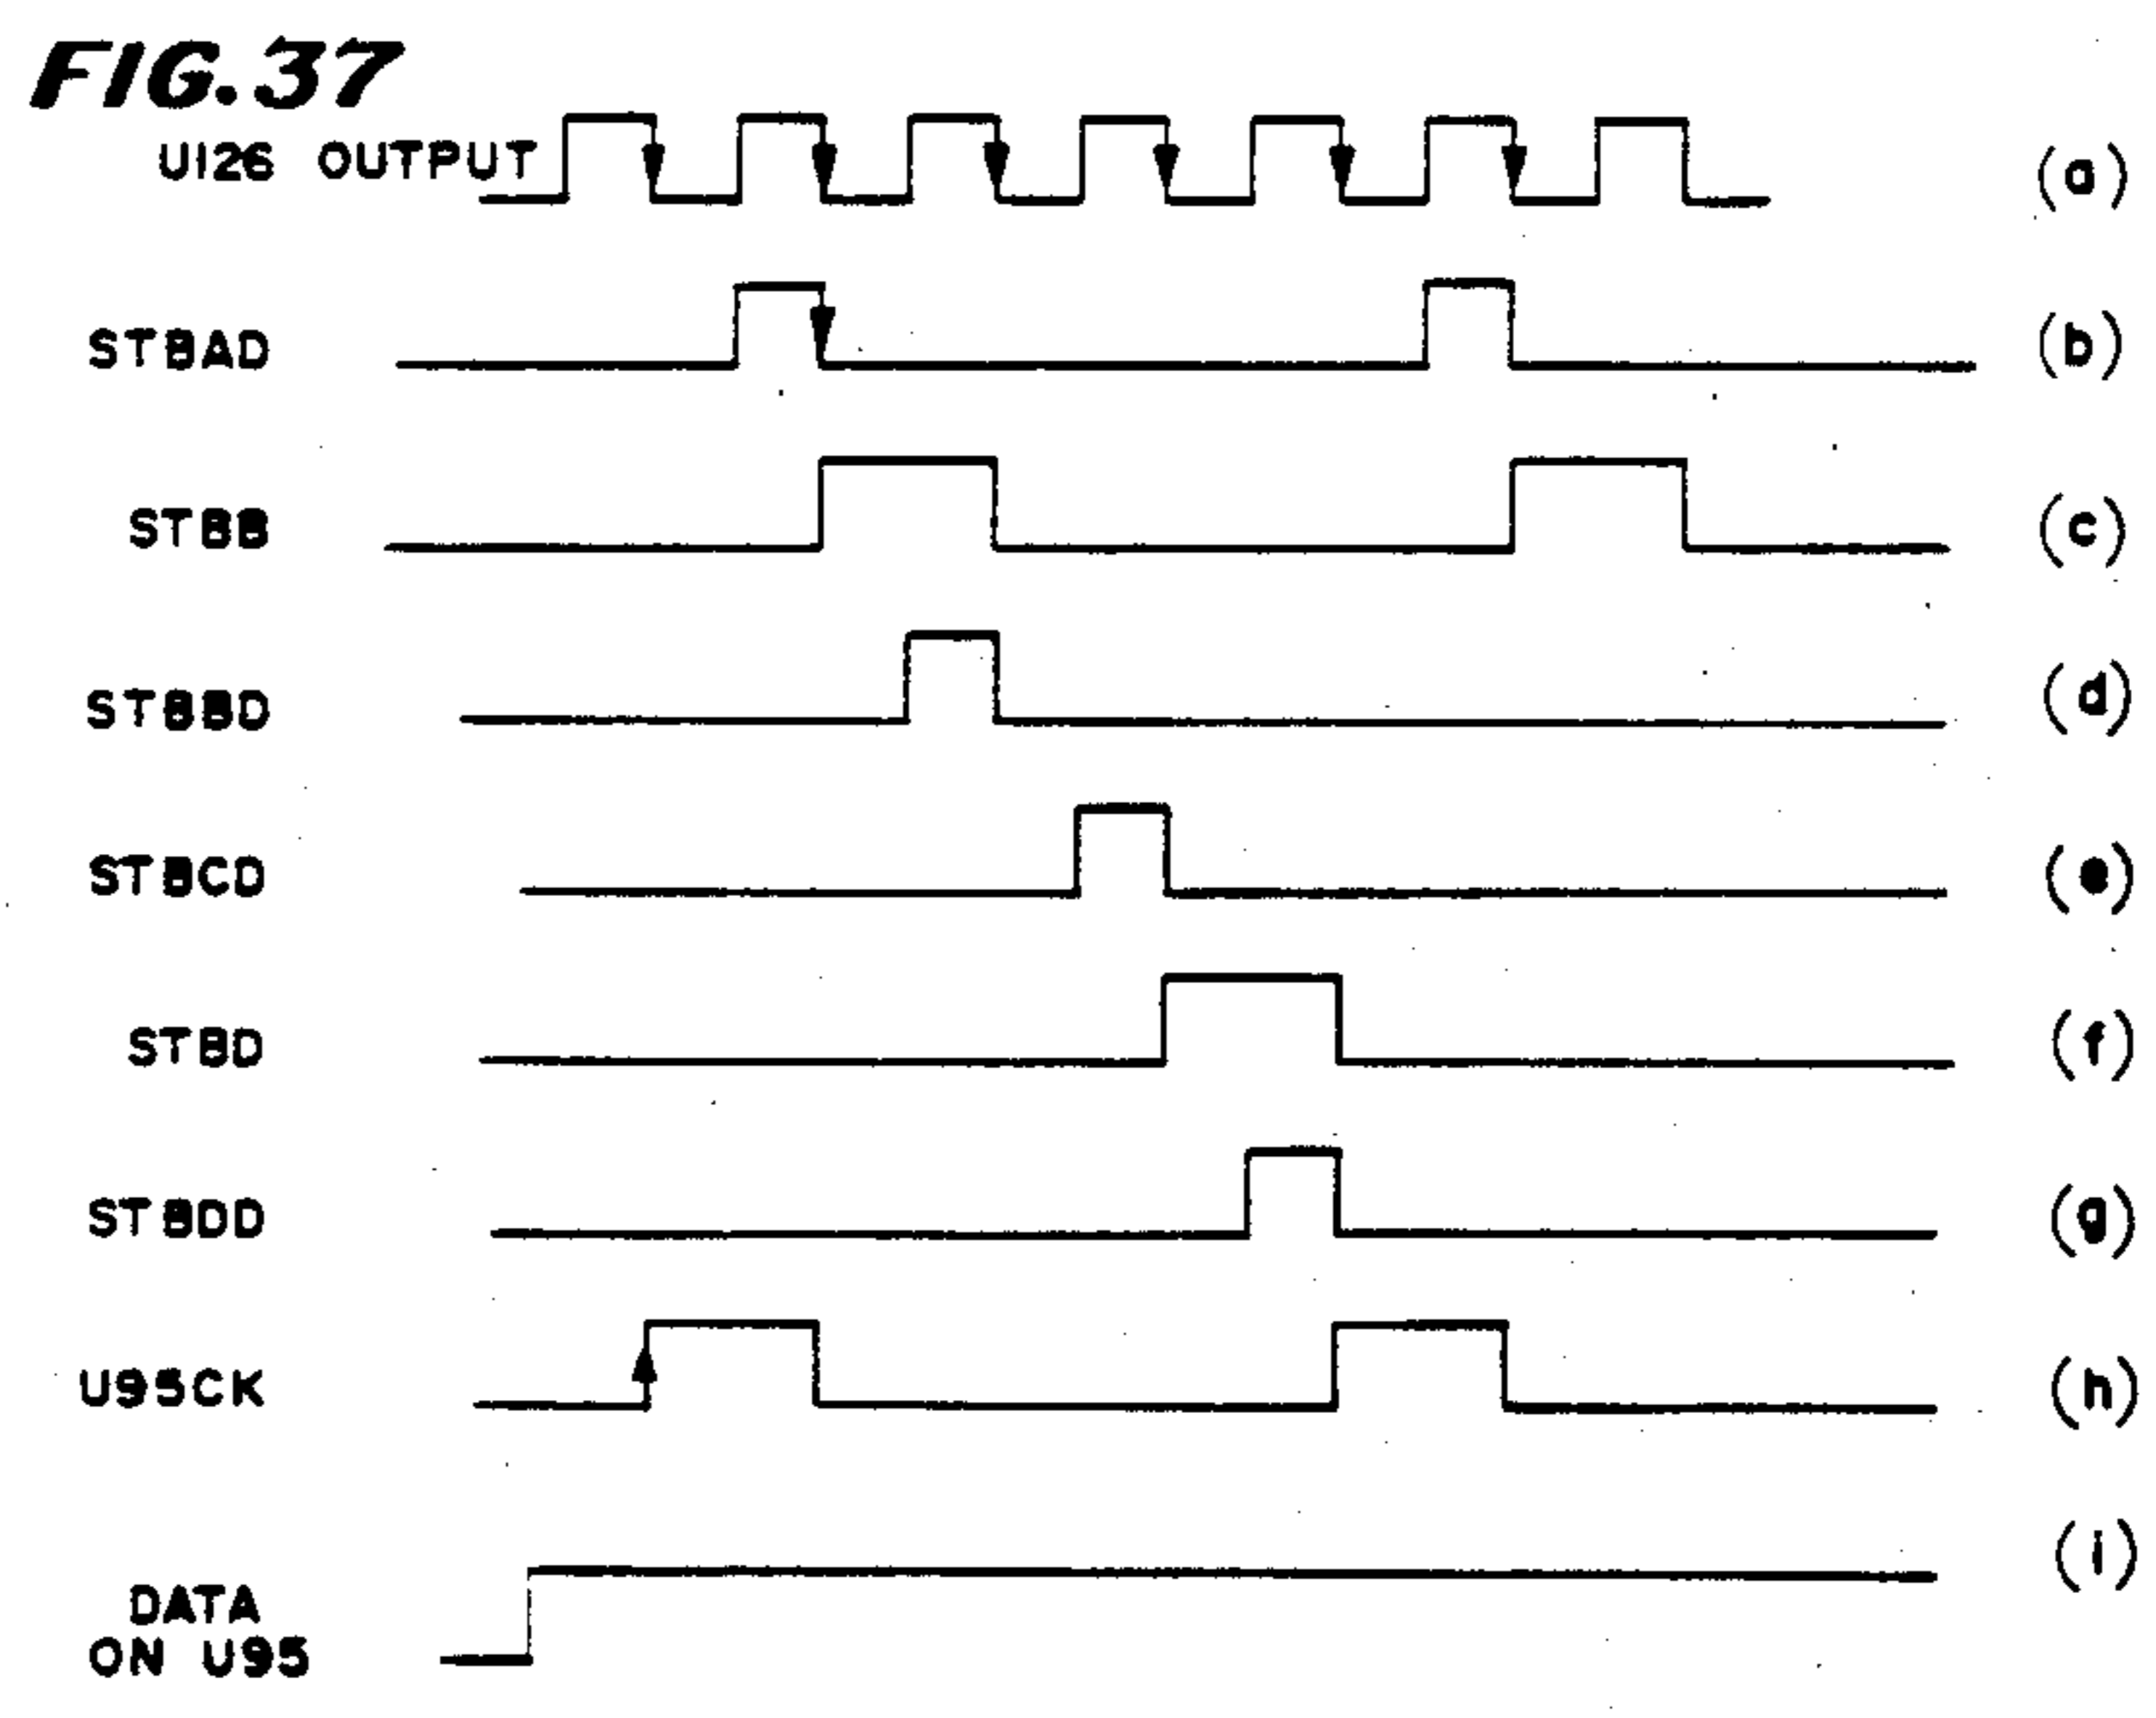 FIG.37
U126 OUTPUT (a)
STBAD (b)
STBB (c)
STBBD (d)
STBCD (e)
STBD (f)
STBDD (g)
U95CK (h)
(i)
DATA
ON U95